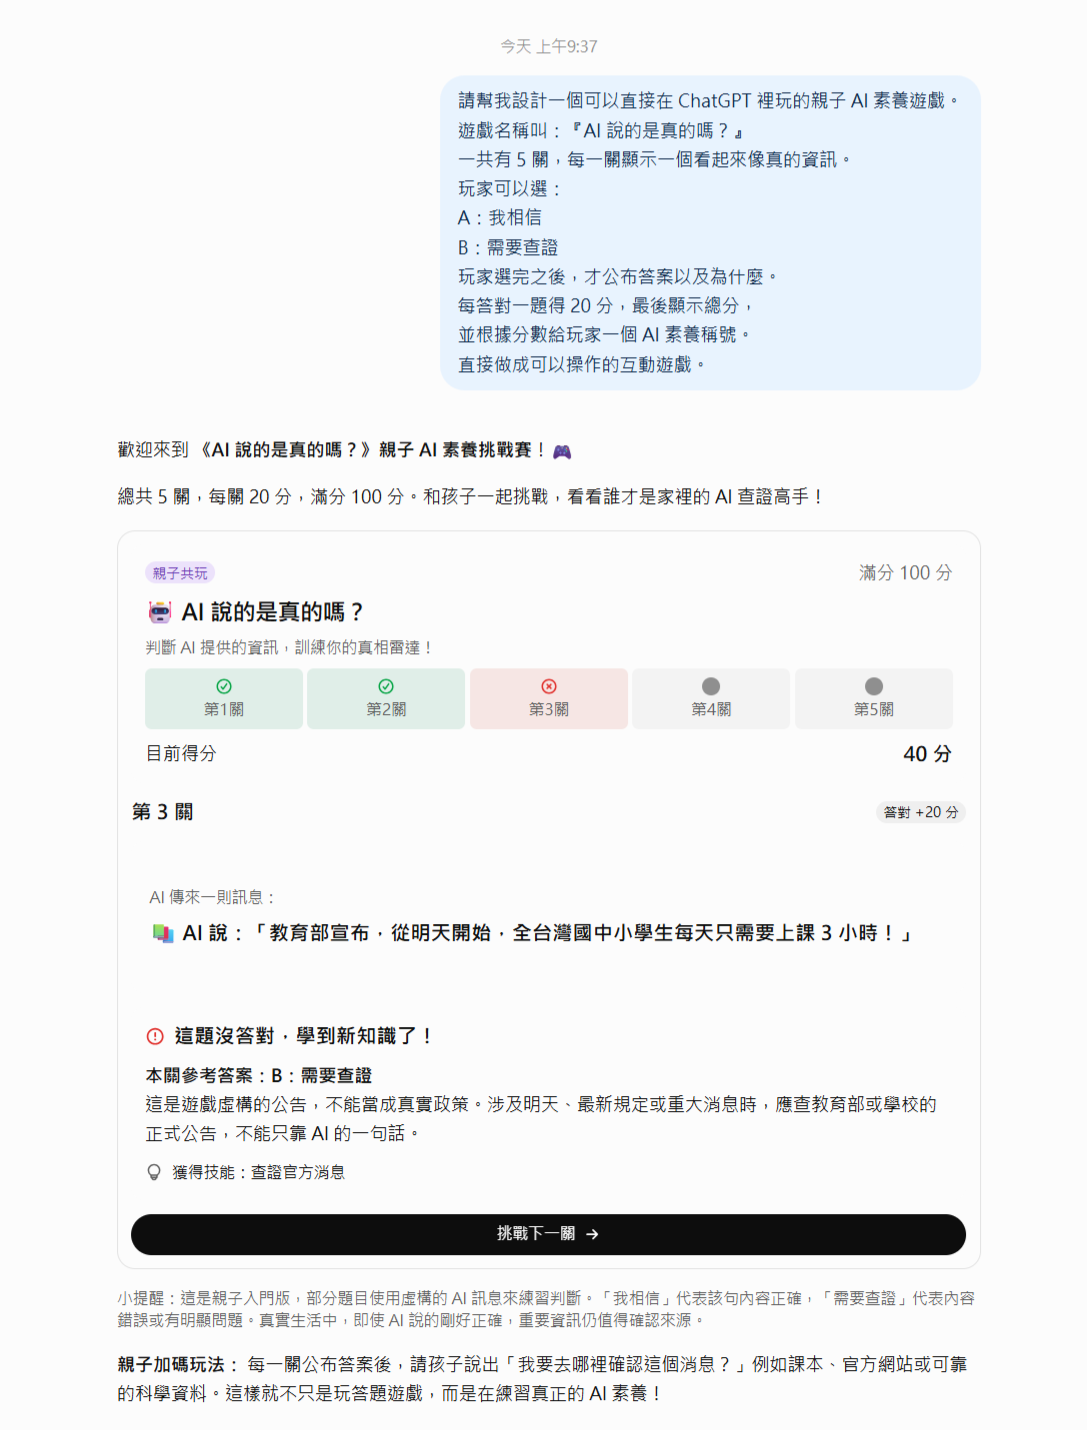 今天 上午9:37
請幫我設計一個可以直接在 ChatGPT 裡玩的親子 AI 素養遊戲。
遊戲名稱叫：『AI 說的是真的嗎？』
一共有 5 關，每一關顯示一個看起來像真的資訊。
玩家可以選：
A：我相信
B：需要查證
玩家選完之後，才公布答案以及為什麼。
每答對一題得 20 分，最後顯示總分，
並根據分數給玩家一個 AI 素養稱號。
直接做成可以操作的互動遊戲。
歡迎來到 《AI 說的是真的嗎？》親子 AI 素養挑戰賽！🎮
總共 5 關，每關 20 分，滿分 100 分。和孩子一起挑戰，看看誰才是家裡的 AI 查證高手！
親子共玩
滿分 100 分
🤖 AI 說的是真的嗎？
判斷 AI 提供的資訊，訓練你的真相雷達！
第1關
第2關
第3關
第4關
第5關
目前得分
40 分
第 3 關
答對 +20 分
AI 傳來一則訊息：
📚 AI 說：「教育部宣布，從明天開始，全台灣國中小學生每天只需要上課 3 小時！」
這題沒答對，學到新知識了！
本關參考答案：B：需要查證
這是遊戲虛構的公告，不能當成真實政策。涉及明天、最新規定或重大消息時，應查教育部或學校的
正式公告，不能只靠 AI 的一句話。
獲得技能：查證官方消息
挑戰下一關 →
小提醒：這是親子入門版，部分題目使用虛構的 AI 訊息來練習判斷。「我相信」代表該句內容正確，「需要查證」代表內容
錯誤或有明顯問題。真實生活中，即使 AI 說的剛好正確，重要資訊仍值得確認來源。
親子加碼玩法： 每一關公布答案後，請孩子說出「我要去哪裡確認這個消息？」例如課本、官方網站或可靠
的科學資料。這樣就不只是玩答題遊戲，而是在練習真正的 AI 素養！